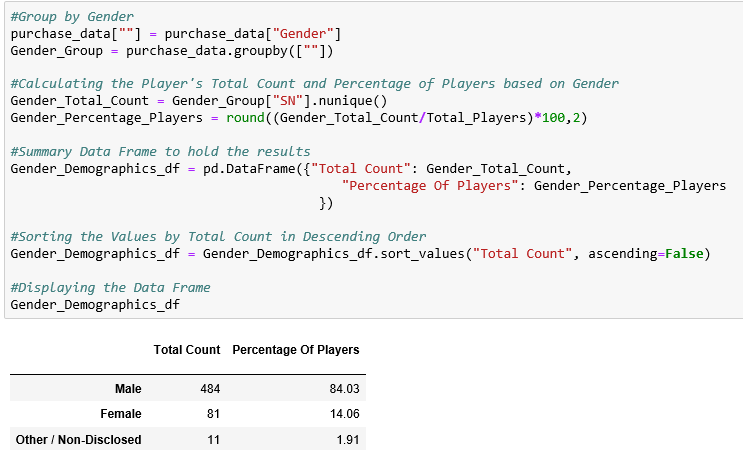 #Group by Gender
purchase_data[""] = purchase_data["Gender"]
Gender_Group = purchase_data.groupby([""])
#Calculating the Player's Total Count and Percentage of Players based on Gender
Gender_Total_Count = Gender_Group["SN"].nunique()
Gender_Percentage_Players = round((Gender_Total_Count/Total_Players)*100,2)
#Summary Data Frame to hold the results
Gender_Demographics_df = pd.DataFrame({"Total Count": Gender_Total_Count,
"Percentage Of Players": Gender_Percentage_Players
})
#Sorting the Values by Total Count in Descending Order
Gender_Demographics_df = Gender_Demographics_df.sort_values("Total Count", ascending=False)
#Displaying the Data Frame
Gender_Demographics_df
Total Count Percentage Of Players
Male 484 84.03
Female 81 14.06
Other / Non-Disclosed 11 1.91